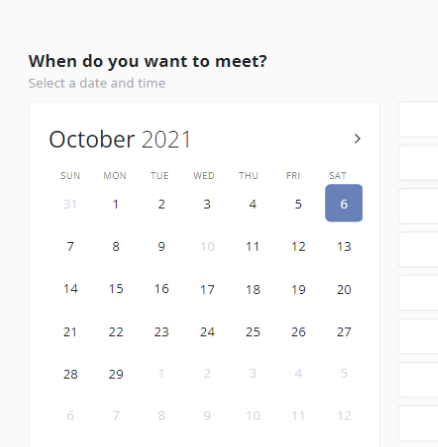 When do you want to meet?
Select a date and time
October 2021
SUN MON TUE WED THU FRI SAT
31 1 2 3 4 5 6
7 8 9 10 11 12 13
14 15 16 17 18 19 20
21 22 23 24 25 26 27
28 29 1 2 3 4 5
6 7 8 9 10 11 12